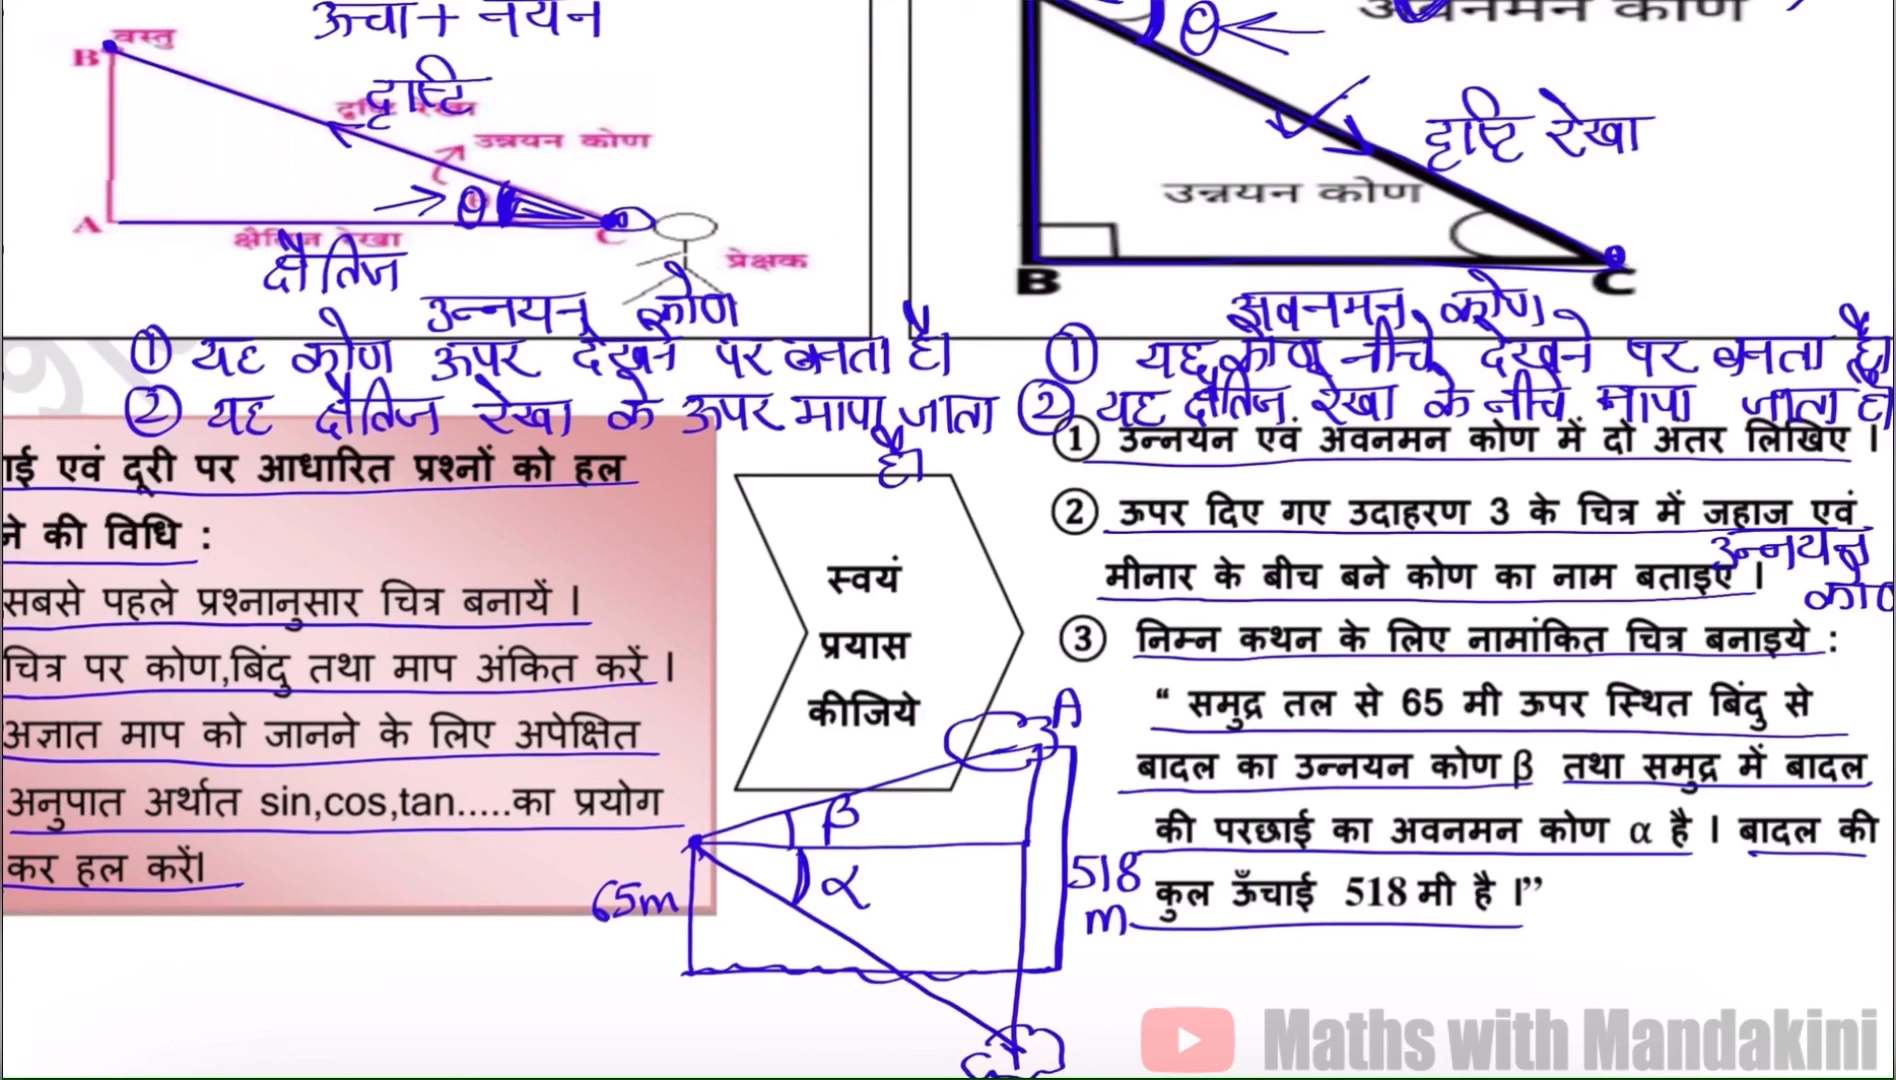 ऊचा + नयन
वस्तु
B
दृष्टि रेखा
दृष्टि
उन्नयन कोण
θ
A
क्षैतिज रेखा
C
क्षैतिज
प्रेक्षक
उन्नयन कोण
① यह कोण ऊपर देखने पर बनता है।
② यह क्षैतिज रेखा के ऊपर मापा जाता है।
अवनमन कोण
θ
दृष्टि रेखा
उन्नयन कोण
B
C
अवनमन कोण
① यह कोण नीचे देखने पर बनता है।
② यह क्षैतिज रेखा के नीचे मापा जाता है।
ाई एवं दूरी पर आधारित प्रश्नों को हल
ने की विधि :
सबसे पहले प्रश्नानुसार चित्र बनायें ।
चित्र पर कोण,बिंदु तथा माप अंकित करें ।
अज्ञात माप को जानने के लिए अपेक्षित
अनुपात अर्थात sin,cos,tan.....का प्रयोग
कर हल करें।
स्वयं
प्रयास
कीजिये
① उन्नयन एवं अवनमन कोण में दो अंतर लिखिए ।
② ऊपर दिए गए उदाहरण 3 के चित्र में जहाज एवं
मीनार के बीच बने कोण का नाम बताइए ।
उन्नयन
कोण
③ निम्न कथन के लिए नामांकित चित्र बनाइये :
“ समुद्र तल से 65 मी ऊपर स्थित बिंदु से
बादल का उन्नयन कोण β तथा समुद्र में बादल
की परछाई का अवनमन कोण α है । बादल की
कुल ऊँचाई 518 मी है ।”
A
β
α
65m
518
m
Maths with Mandakini